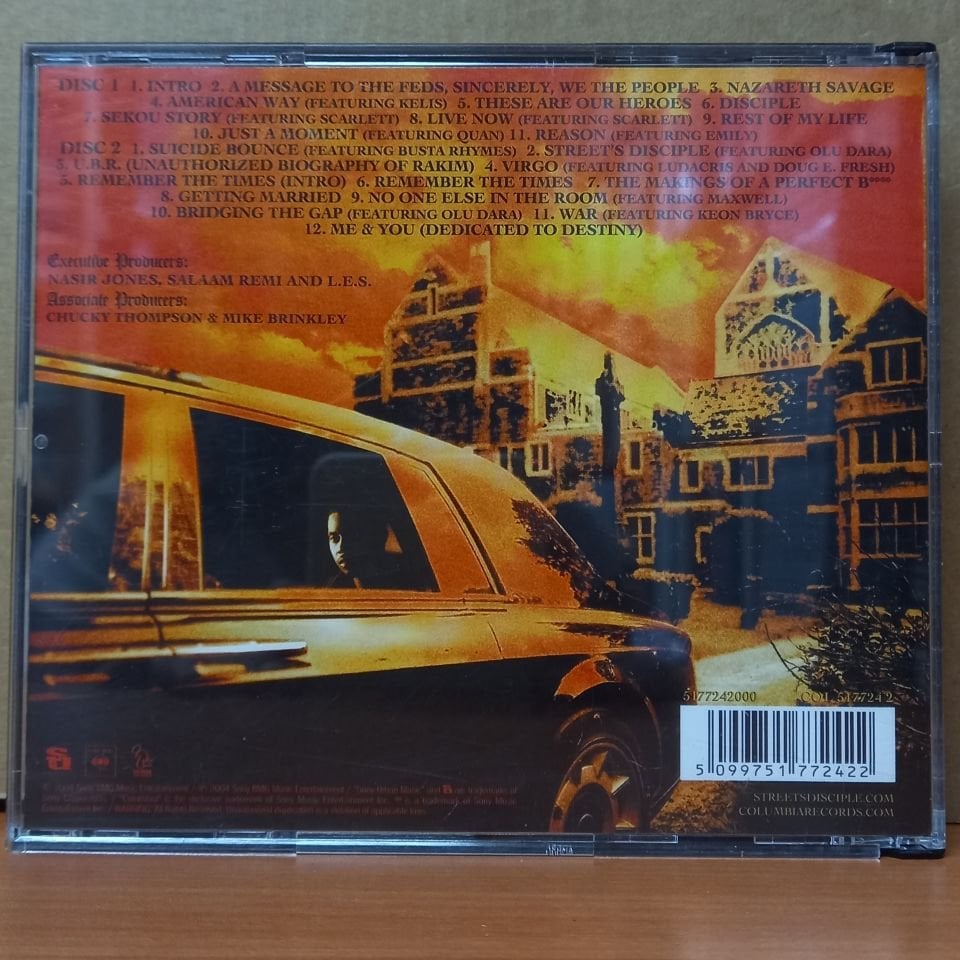 DISC 1 1. INTRO 2. A MESSAGE TO THE FEDS, SINCERELY, WE THE PEOPLE 3. NAZARETH SAVAGE
4. AMERICAN WAY (FEATURING KELIS) 5. THESE ARE OUR HEROES 6. DISCIPLE
7. SEKOU STORY (FEATURING SCARLETT) 8. LIVE NOW (FEATURING SCARLETT) 9. REST OF MY LIFE
10. JUST A MOMENT (FEATURING QUAN) 11. REASON (FEATURING EMILY)
DISC 2 1. SUICIDE BOUNCE (FEATURING BUSTA RHYMES) 2. STREET'S DISCIPLE (FEATURING OLU DARA)
3. U.B.R. (UNAUTHORIZED BIOGRAPHY OF RAKIM) 4. VIRGO (FEATURING LUDACRIS AND DOUG E. FRESH)
5. REMEMBER THE TIMES (INTRO) 6. REMEMBER THE TIMES 7. THE MAKINGS OF A PERFECT B****
8. GETTING MARRIED 9. NO ONE ELSE IN THE ROOM (FEATURING MAXWELL)
10. BRIDGING THE GAP (FEATURING OLU DARA) 11. WAR (FEATURING KEON BRYCE)
12. ME & YOU (DEDICATED TO DESTINY)
Executive Producers:
NASIR JONES, SALAAM REMI AND L.E.S.
Associate Producers:
CHUCKY THOMPSON & MIKE BRINKLEY
5177242000 COL 517724 2
5 099751 772422
STREETSDISCIPLE.COM
COLUMBIARECORDS.COM